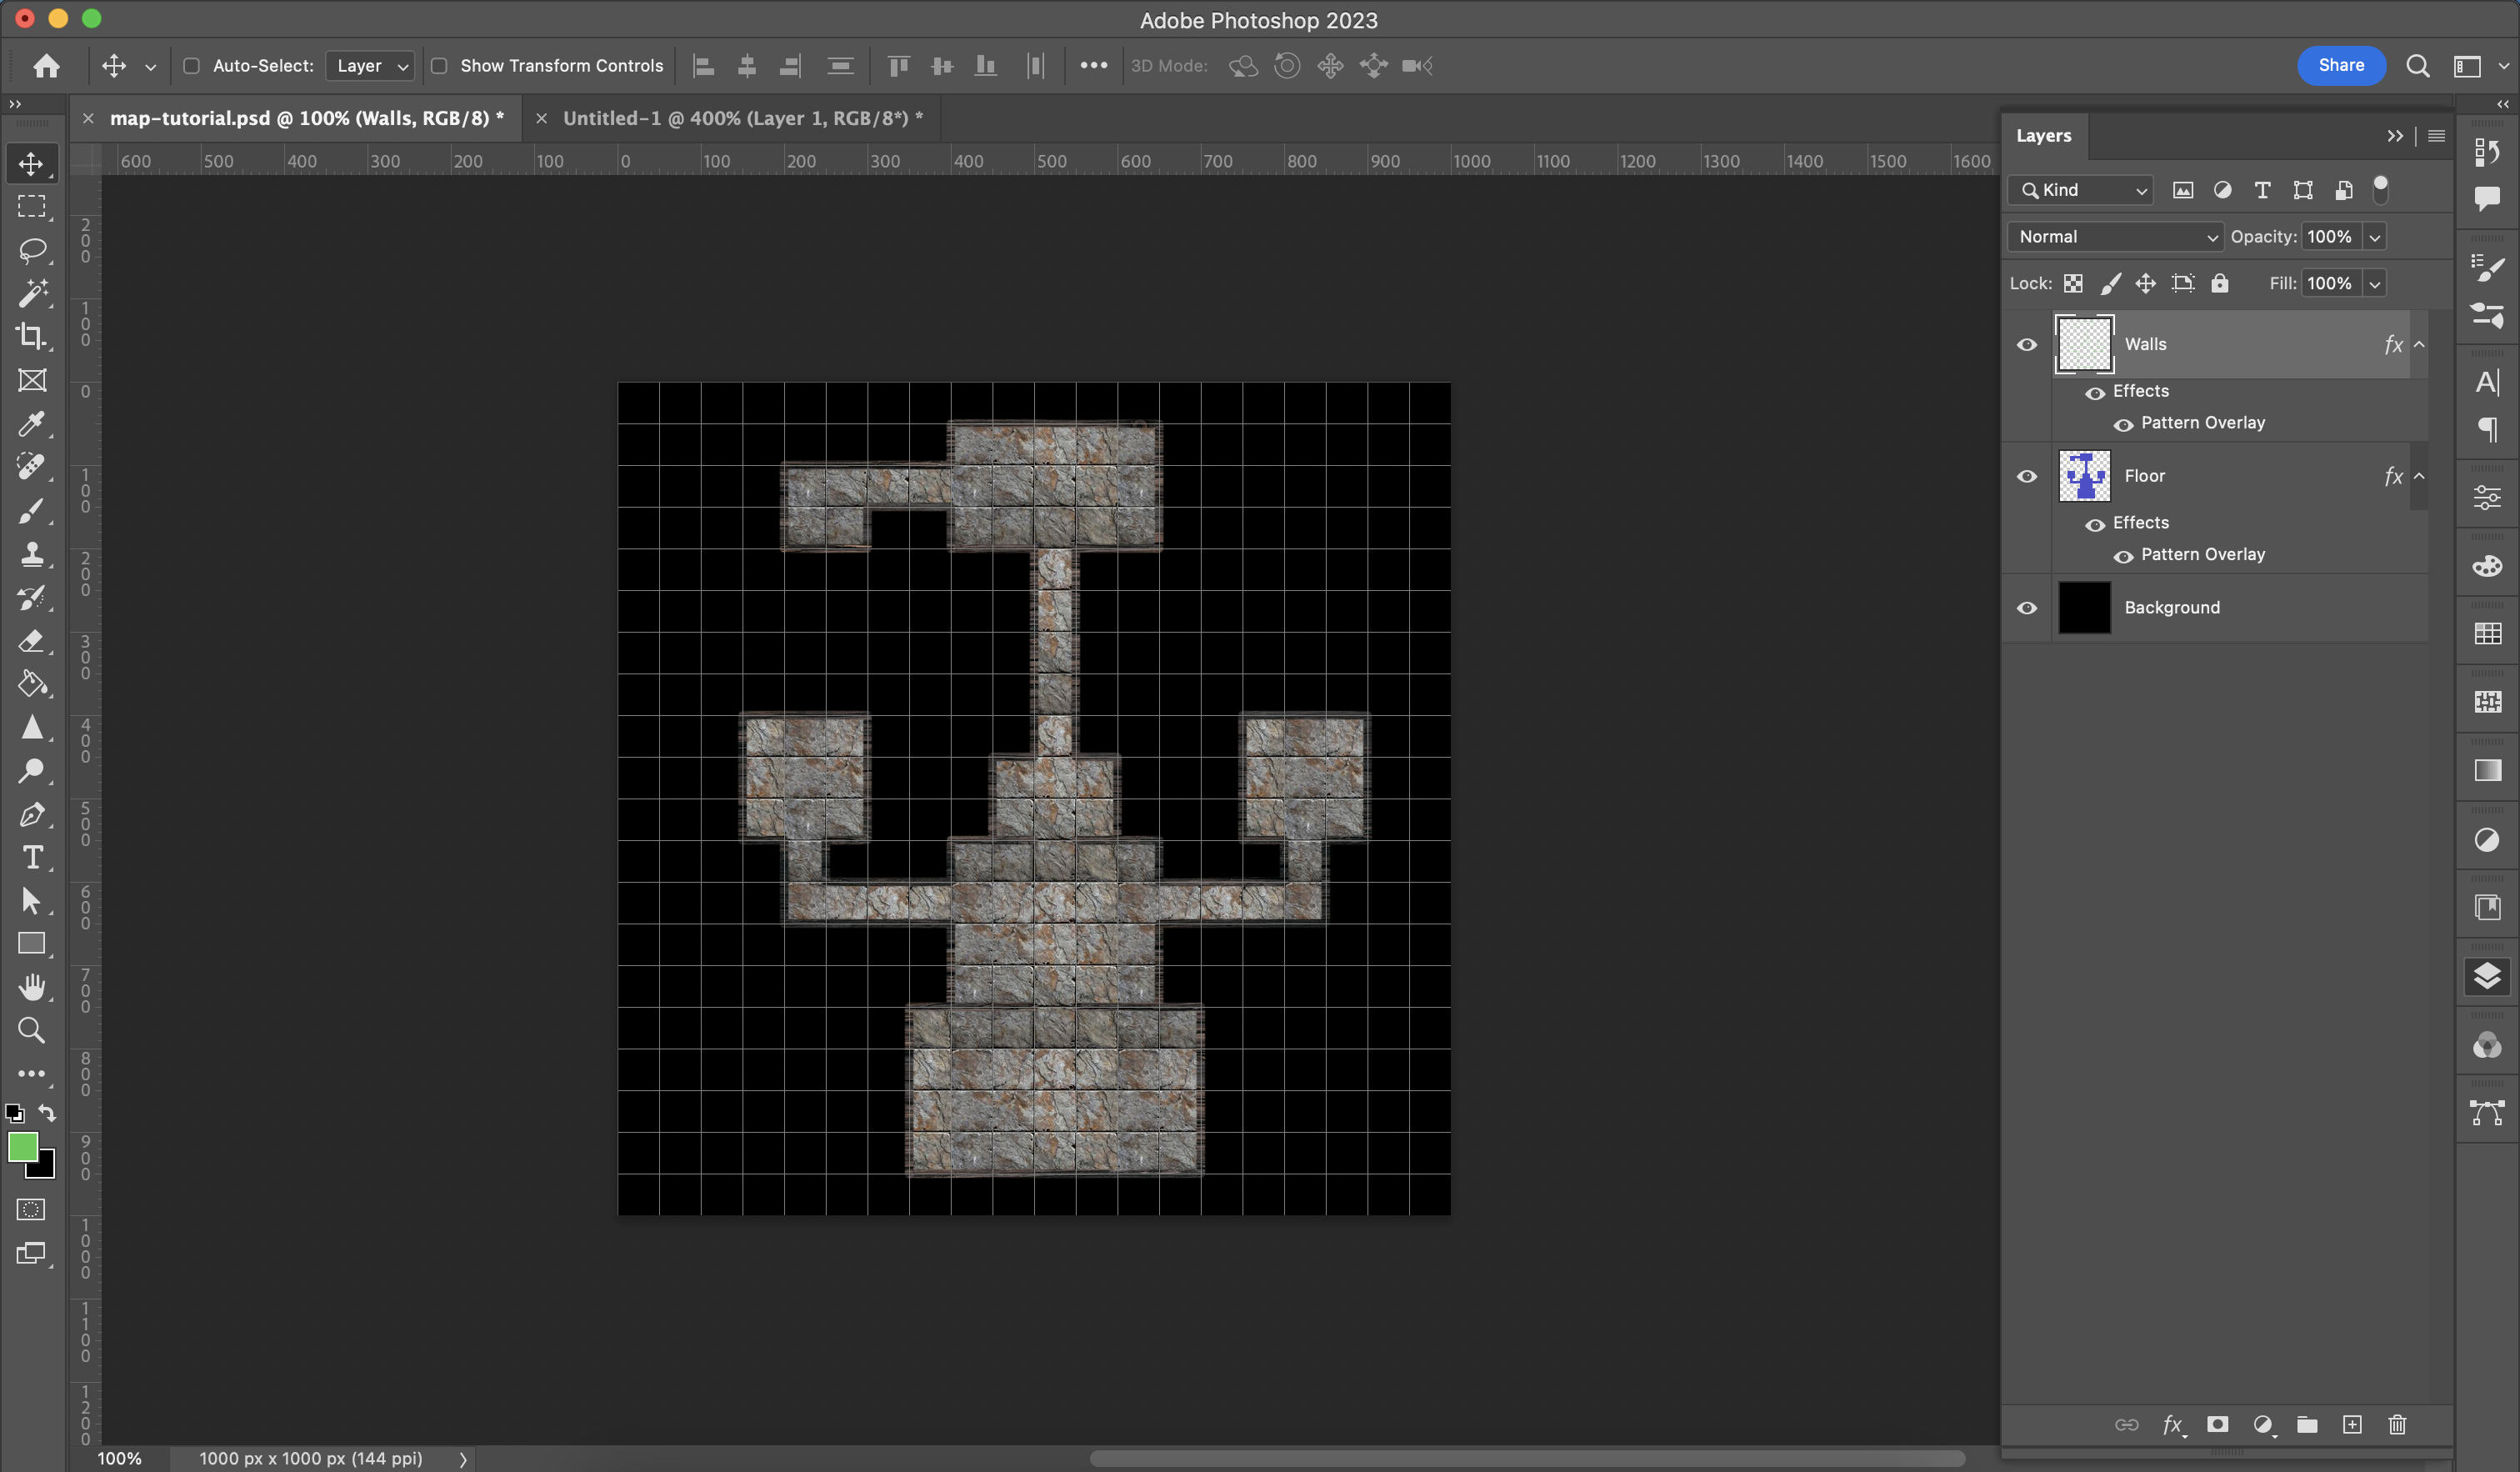 Adobe Photoshop 2023
Auto-Select: Layer Show Transform Controls 3D Mode: Share
map-tutorial.psd @ 100% (Walls, RGB/8) * Untitled-1 @ 400% (Layer 1, RGB/8*) *
600 500 400 300 200 100 0 100 200 300 400 500 600 700 800 900 1000 1100 1200 1300 1400 1500 1600
200
100
0
100
200
300
400
500
600
700
800
900
1000
1100
1200
Layers
Kind
Normal Opacity: 100%
Lock: Fill: 100%
Walls fx
Effects
Pattern Overlay
Floor fx
Effects
Pattern Overlay
Background
fx
100% 1000 px x 1000 px (144 ppi)